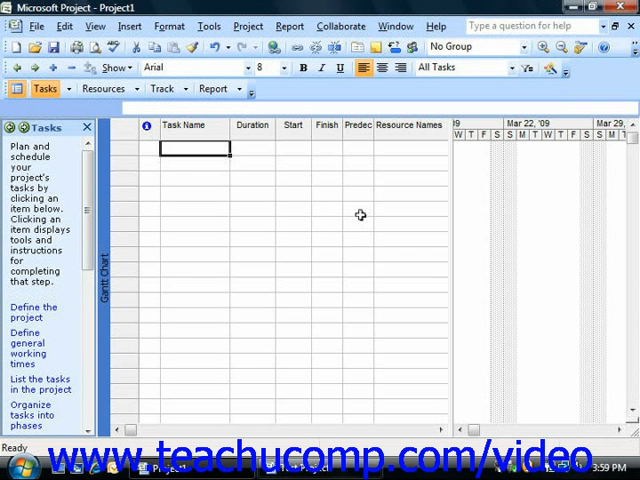 Microsoft Project - Project1
File Edit View Insert Format Tools Project Report Collaborate Window Help Type a question for help
No Group
Show Arial 8 B I U All Tasks
Tasks Resources Track Report
Tasks
Plan and
schedule
your
project's
tasks by
clicking an
item below.
Clicking an
item displays
tools and
instructions
for
completing
that step.
Define the
project
Define
general
working
times
List the tasks
in the project
Organize
tasks into
phases
Gantt Chart
Task Name Duration Start Finish Predec Resource Names
'09 Mar 22, '09 Mar 29,
W T F S S M T W T F S S M T
Ready
www.teachucomp.com/video
Project1
3:59 PM